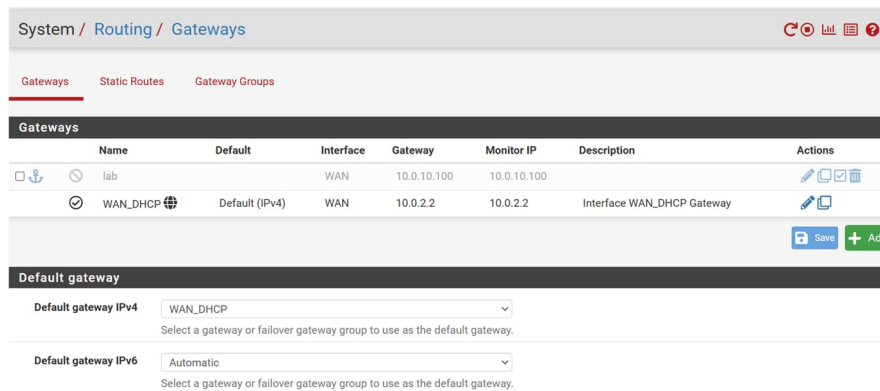 System / Routing / Gateways
Gateways Static Routes Gateway Groups
Gateways
Name Default Interface Gateway Monitor IP Description Actions
lab WAN 10.0.10.100 10.0.10.100
WAN_DHCP Default (IPv4) WAN 10.0.2.2 10.0.2.2 Interface WAN_DHCP Gateway
Save Ad
Default gateway
Default gateway IPv4 WAN_DHCP
Select a gateway or failover gateway group to use as the default gateway.
Default gateway IPv6 Automatic
Select a gateway or failover gateway group to use as the default gateway.